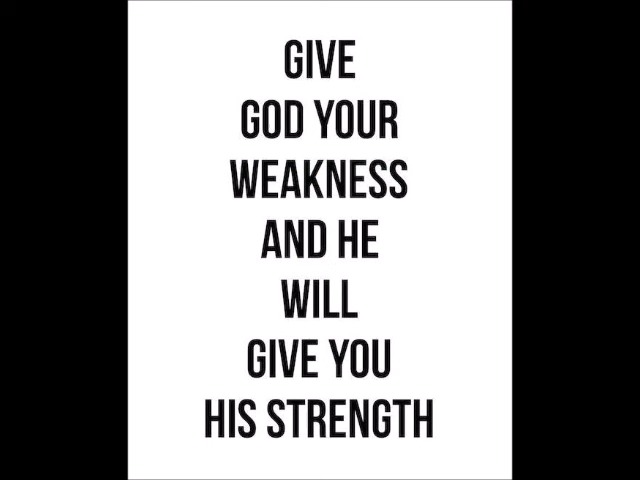 GIVE
GOD YOUR
WEAKNESS
AND HE
WILL
GIVE YOU
HIS STRENGTH